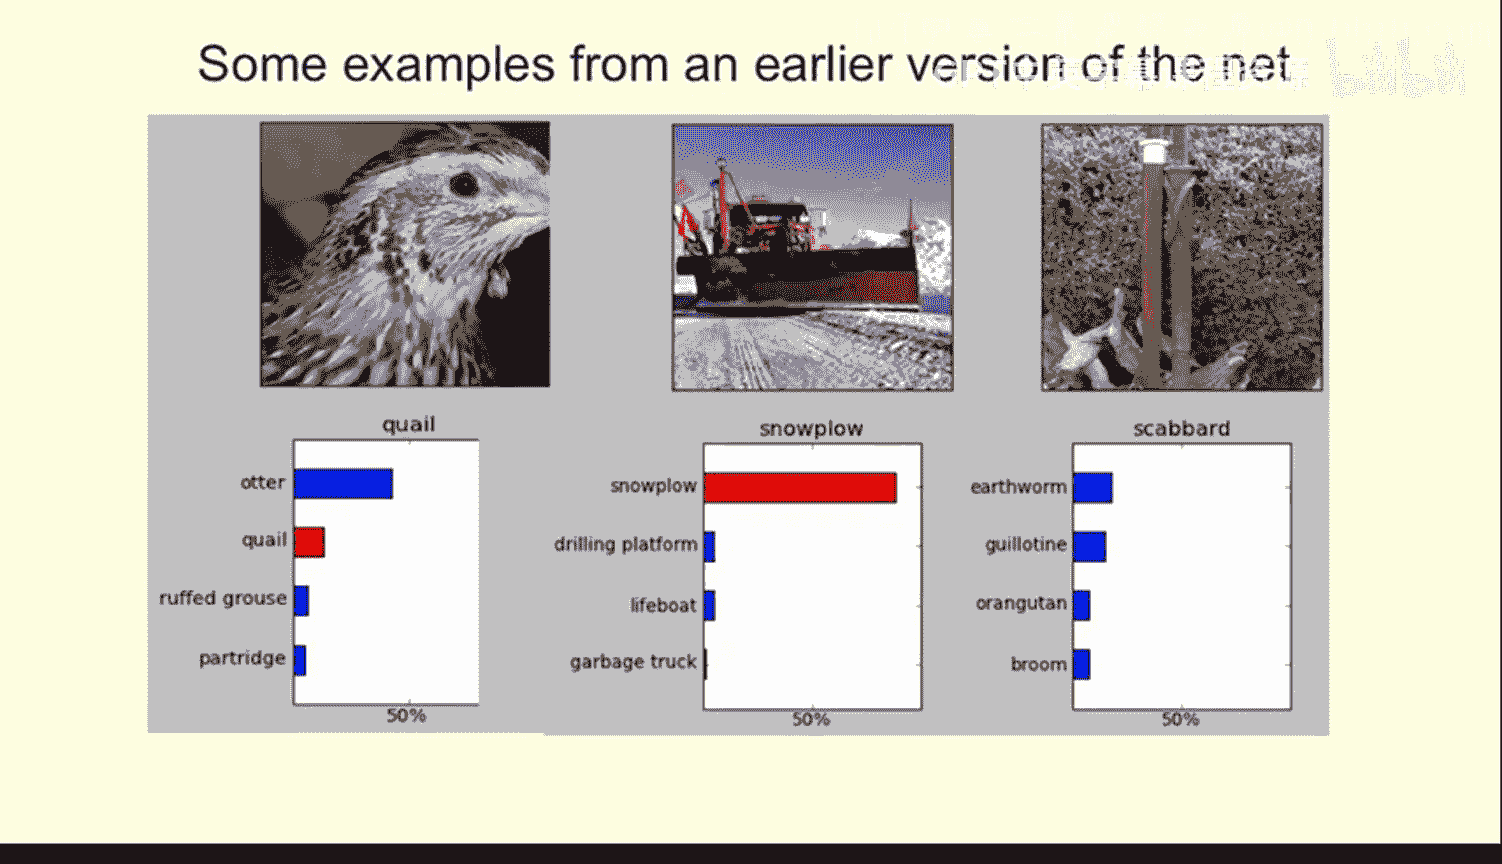 Some examples from an earlier version of the net
bilibili
quail
otter
quail
ruffed grouse
partridge
50%
snowplow
snowplow
drilling platform
lifeboat
garbage truck
50%
scabbard
earthworm
guillotine
orangutan
broom
50%